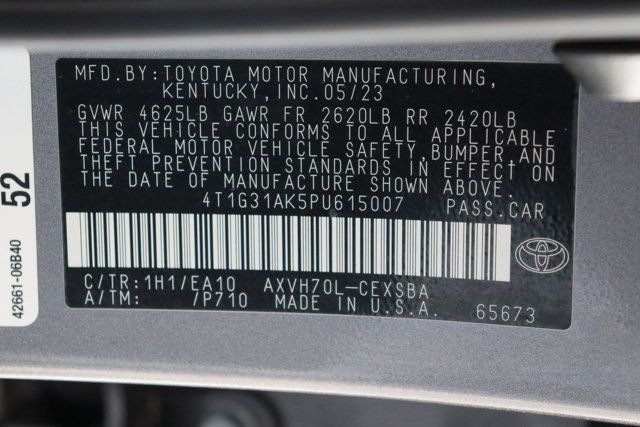 MFD.BY:TOYOTA MOTOR MANUFACTURING,
KENTUCKY, INC.05/23
GVWR 4625LB GAWR FR 2620LB RR 2420LB
THIS VEHICLE CONFORMS TO ALL APPLICABLE
FEDERAL MOTOR VEHICLE SAFETY,BUMPER,AND
THEFT PREVENTION STANDARDS IN EFFECT ON
THE DATE OF MANUFACTURE SHOWN ABOVE.
4T1G31AK5PU615007 PASS.CAR
C/TR:1H1/EA10 AXVH70L-CEXSBA
A/TM: /P710 MADE IN U.S.A. 65673
52
42661-06B40